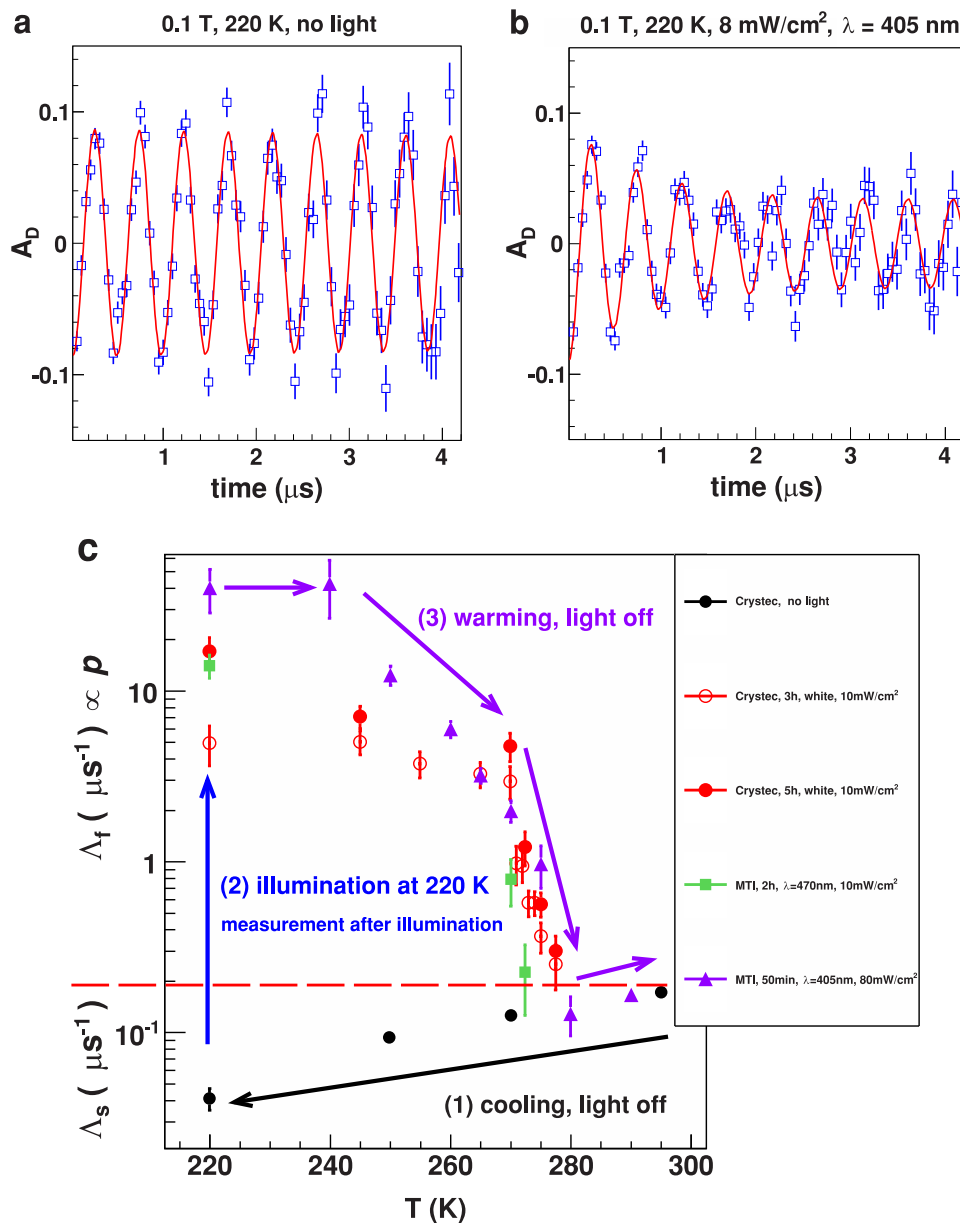 a
0.1 T, 220 K, no light
A_D
0.1
0
-0.1
1
2
3
4
time (μs)
b
0.1 T, 220 K, 8 mW/cm², λ = 405 nm
A_D
0.1
0
-0.1
1
2
3
4
time (μs)
c
Λ_s ( μs⁻¹) Λ_f ( μs⁻¹) ∝ p
10
1
10⁻¹
(3) warming, light off
(2) illumination at 220 K
measurement after illumination
(1) cooling, light off
220
240
260
280
300
T (K)
Crystec, no light
Crystec, 3h, white, 10mW/cm²
Crystec, 5h, white, 10mW/cm²
MTI, 2h, λ=470nm, 10mW/cm²
MTI, 50min, λ=405nm, 80mW/cm²